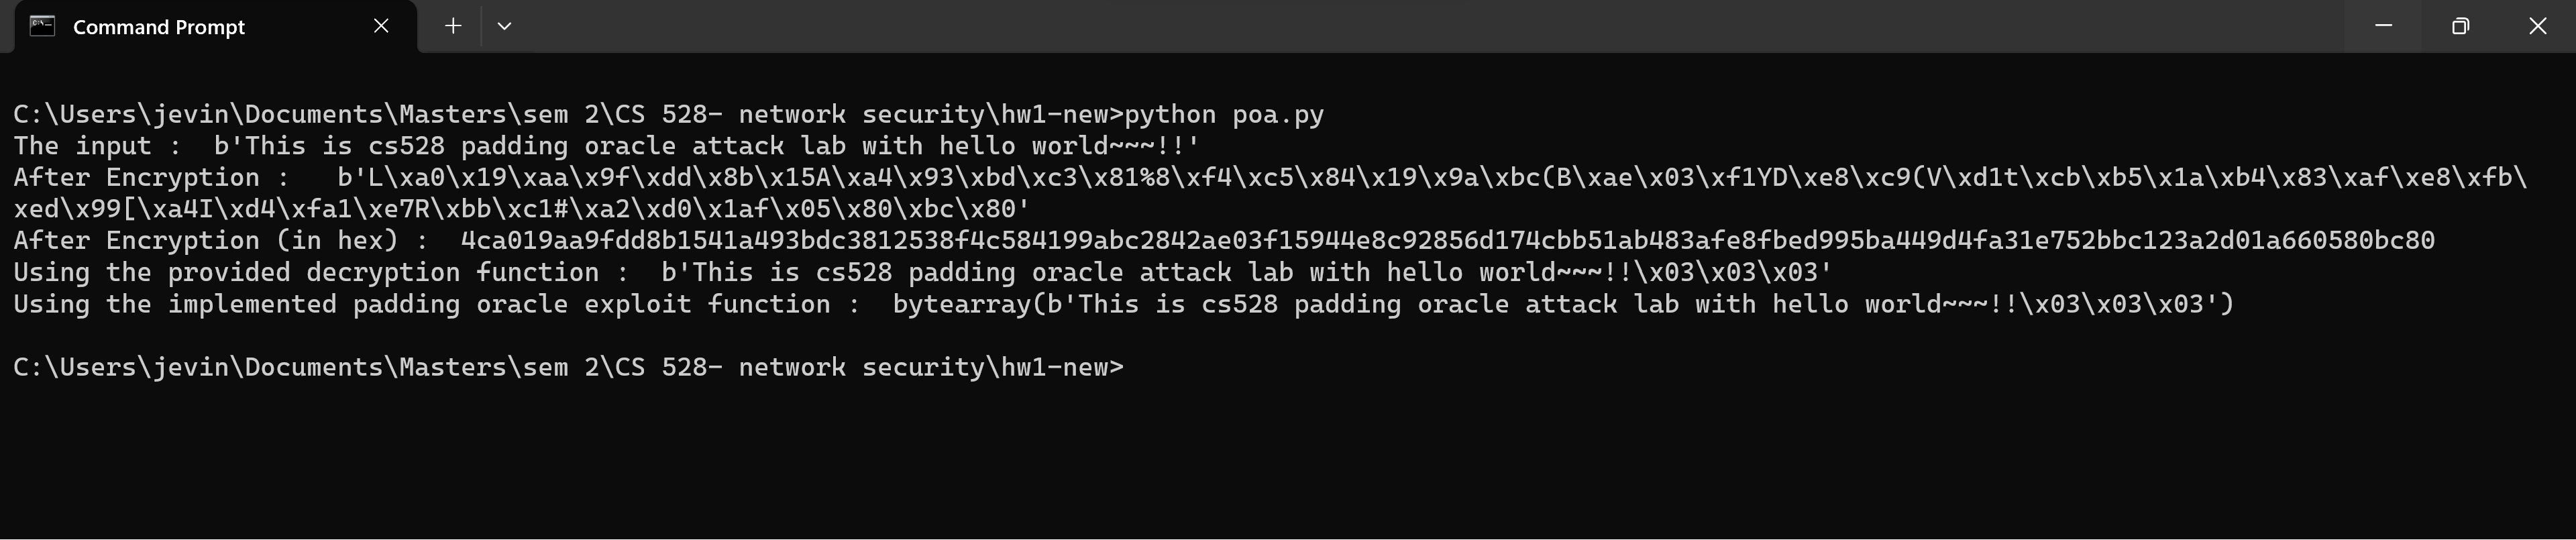 Command Prompt
C:\Users\jevin\Documents\Masters\sem 2\CS 528- network security\hw1-new>python poa.py
The input :  b'This is cs528 padding oracle attack lab with hello world~~~!!'
After Encryption :   b'L\xa0\x19\xaa\x9f\xdd\x8b\x15A\xa4\x93\xbd\xc3\x81%8\xf4\xc5\x84\x19\x9a\xbc(B\xae\x03\xf1YD\xe8\xc9(V\xd1t\xcb\xb5\x1a\xb4\x83\xaf\xe8\xfb\
xed\x99[\xa4I\xd4\xfa1\xe7R\xbb\xc1#\xa2\xd0\x1af\x05\x80\xbc\x80'
After Encryption (in hex) :  4ca019aa9fdd8b1541a493bdc3812538f4c584199abc2842ae03f15944e8c92856d174cbb51ab483afe8fbed995ba449d4fa31e752bbc123a2d01a660580bc80
Using the provided decryption function :  b'This is cs528 padding oracle attack lab with hello world~~~!!\x03\x03\x03'
Using the implemented padding oracle exploit function :  bytearray(b'This is cs528 padding oracle attack lab with hello world~~~!!\x03\x03\x03')
C:\Users\jevin\Documents\Masters\sem 2\CS 528- network security\hw1-new>